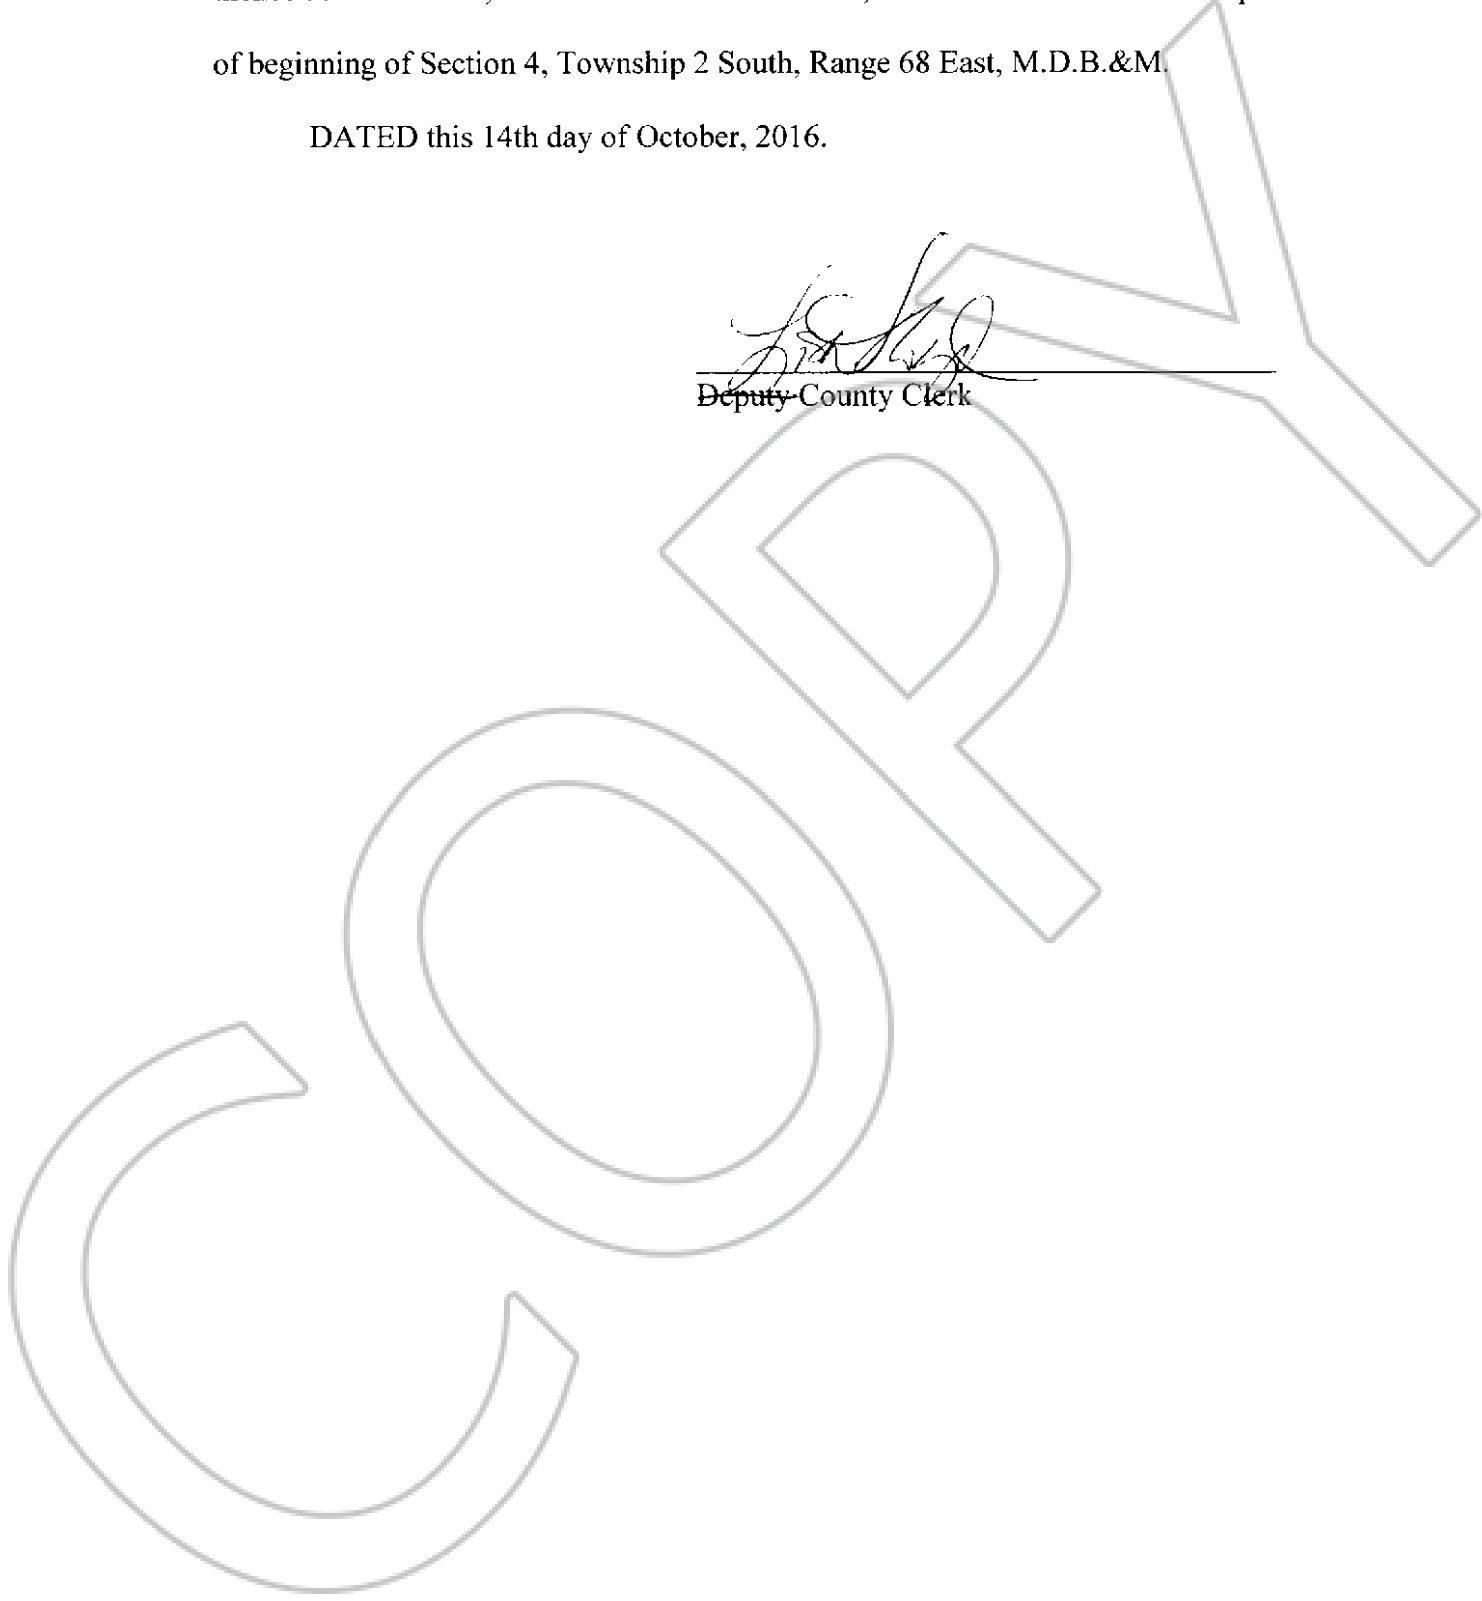 of beginning of Section 4, Township 2 South, Range 68 East, M.D.B.&M.
DATED this 14th day of October, 2016.
Deputy County Clerk
COPY